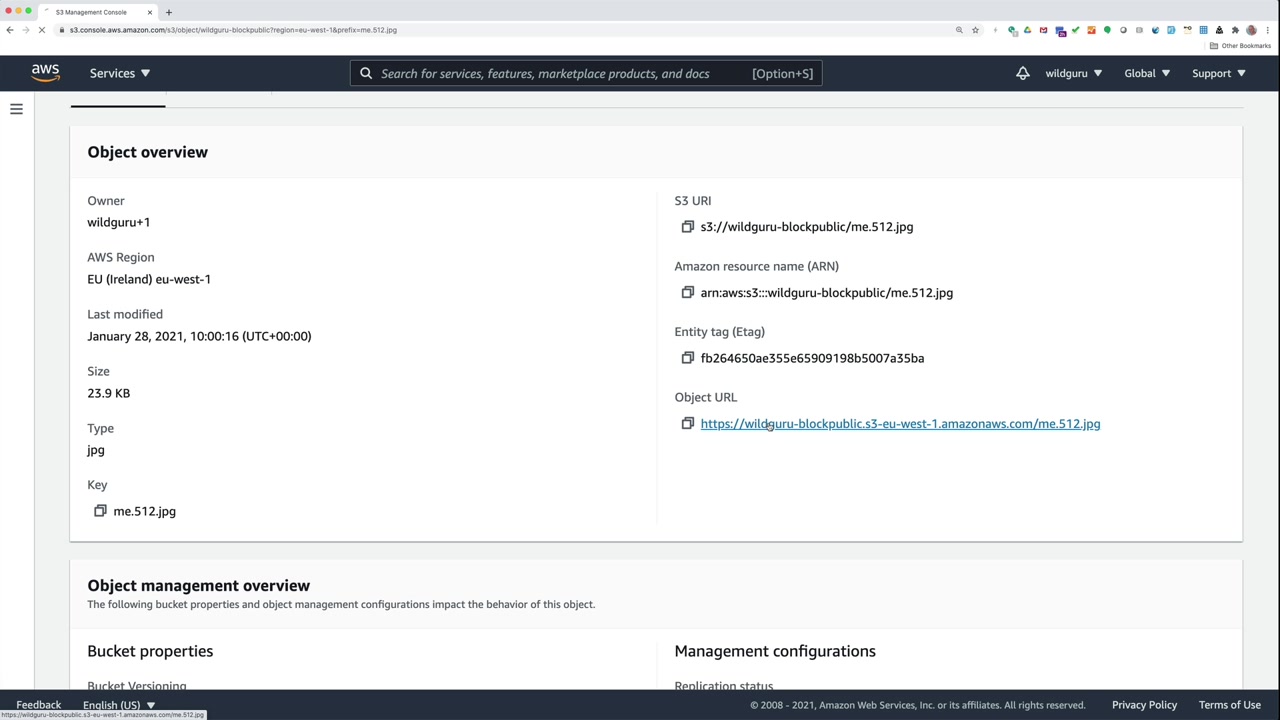 S3 Management Console
s3.console.aws.amazon.com/s3/object/wildguru-blockpublic?region=eu-west-1&prefix=me.512.jpg
Other Bookmarks
aws
Services
Search for services, features, marketplace products, and docs
[Option+S]
wildguru
Global
Support
Object overview
Owner
wildguru+1
AWS Region
EU (Ireland) eu-west-1
Last modified
January 28, 2021, 10:00:16 (UTC+00:00)
Size
23.9 KB
Type
jpg
Key
me.512.jpg
S3 URI
s3://wildguru-blockpublic/me.512.jpg
Amazon resource name (ARN)
arn:aws:s3:::wildguru-blockpublic/me.512.jpg
Entity tag (Etag)
fb264650ae355e65909198b5007a35ba
Object URL
https://wildguru-blockpublic.s3-eu-west-1.amazonaws.com/me.512.jpg
Object management overview
The following bucket properties and object management configurations impact the behavior of this object.
Bucket properties
Management configurations
Bucket Versioning
Replication status
Feedback
English (US)
© 2008 - 2021, Amazon Web Services, Inc. or its affiliates. All rights reserved.
Privacy Policy
Terms of Use
https://wildguru-blockpublic.s3-eu-west-1.amazonaws.com/me.512.jpg